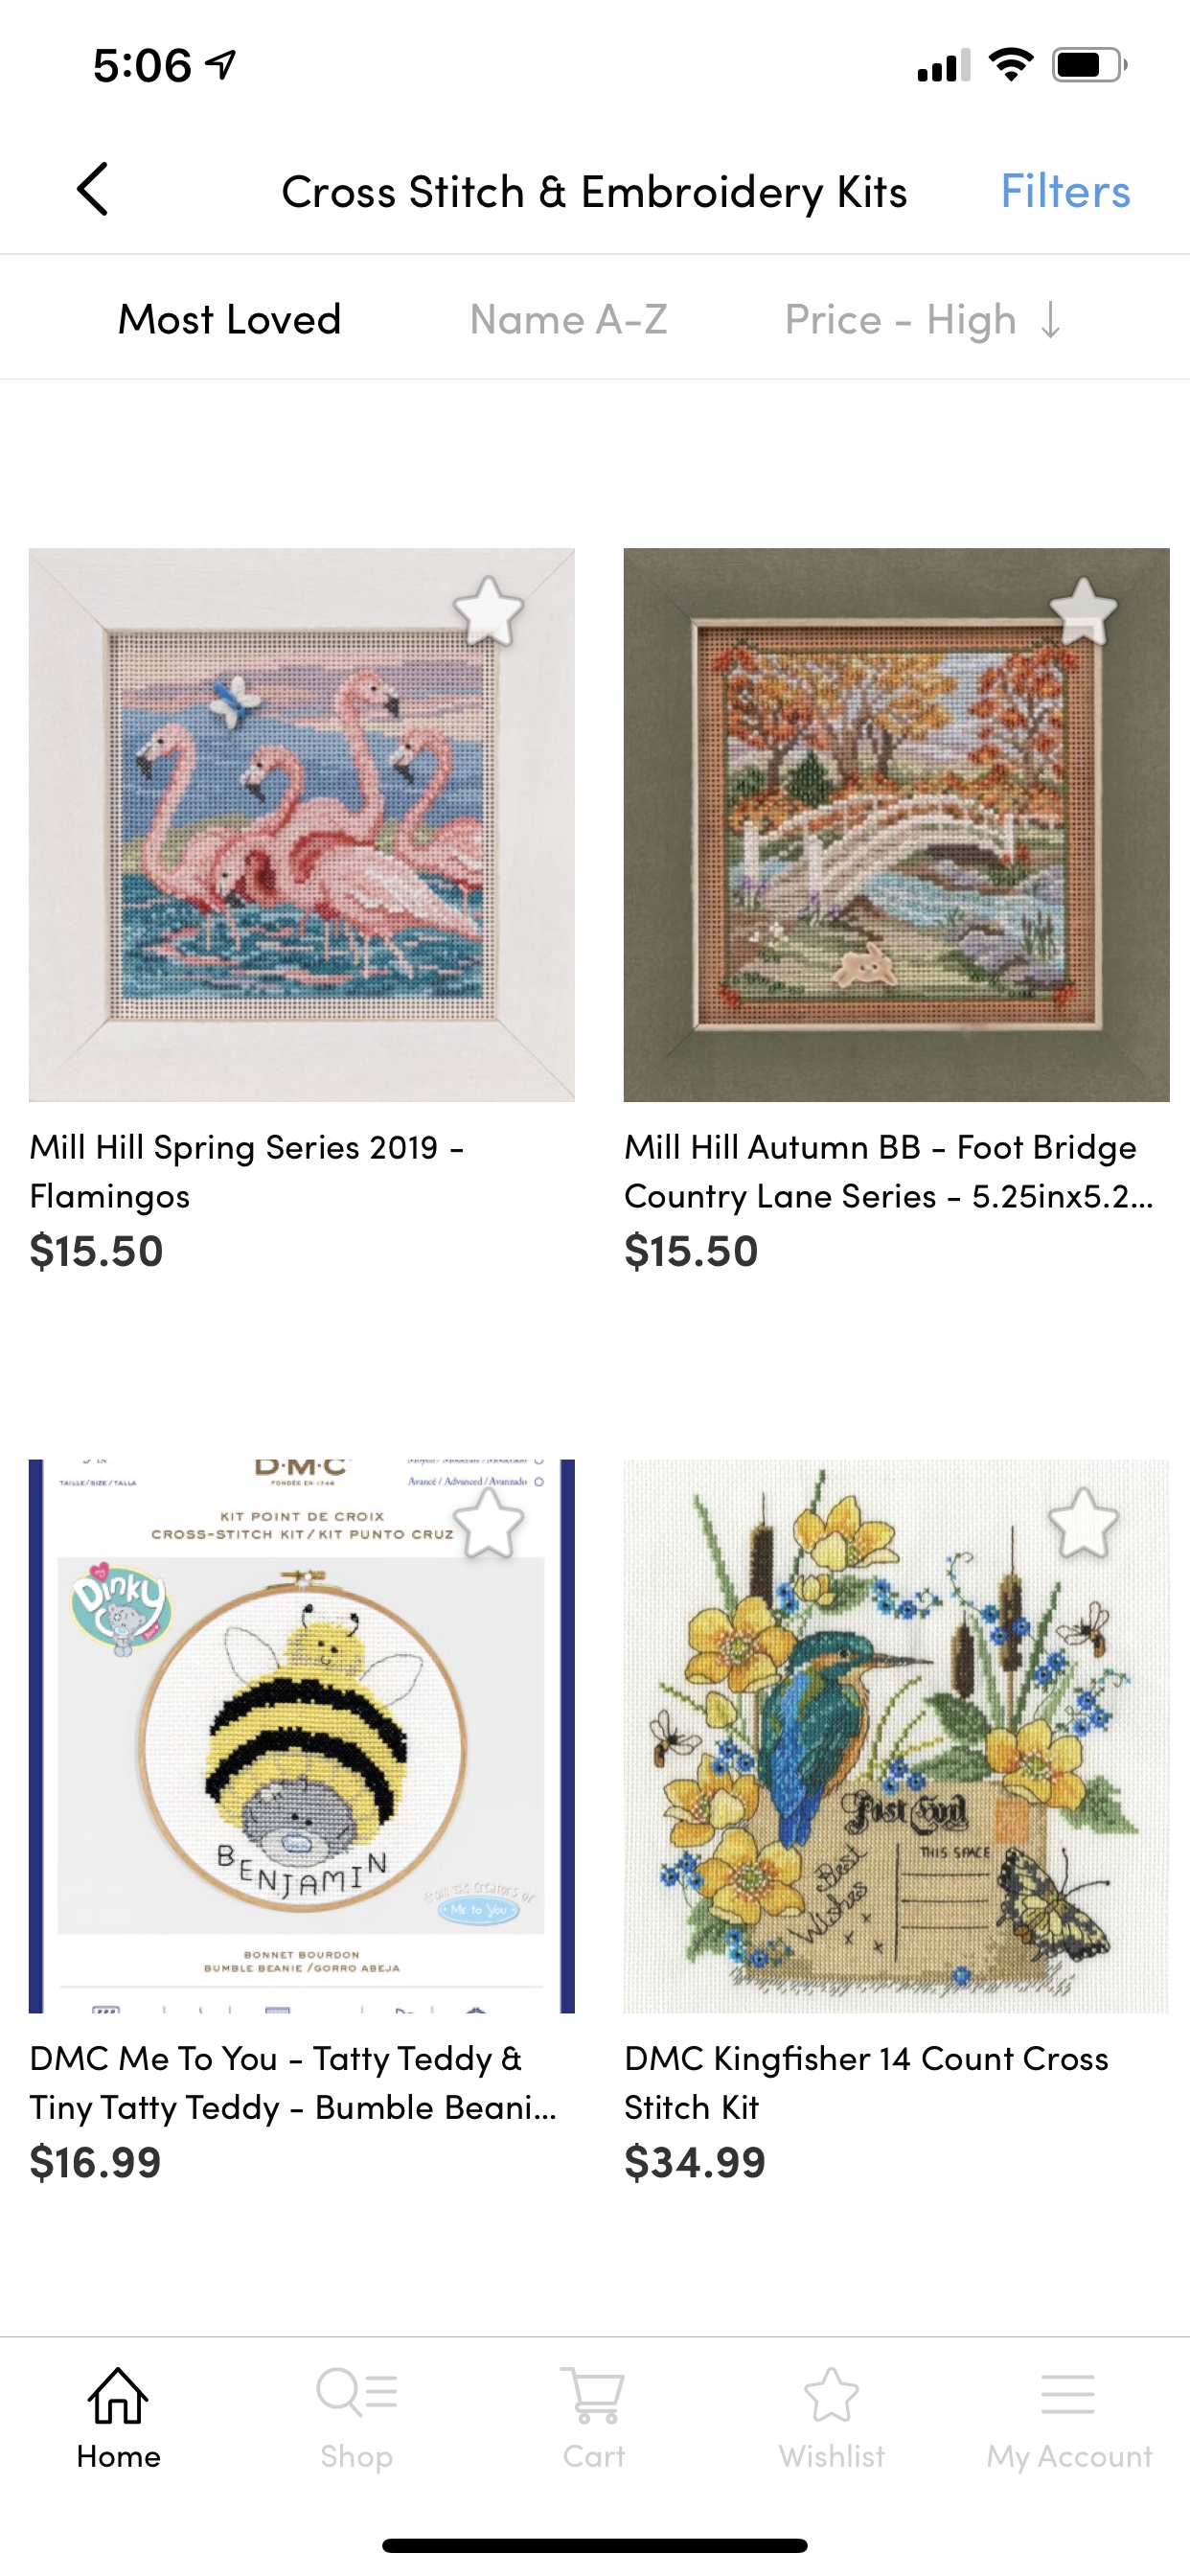 5:06
Cross Stitch & Embroidery Kits
Filters
Most Loved
Name A-Z
Price - High ↓
Mill Hill Spring Series 2019 -
Flamingos
$15.50
Mill Hill Autumn BB - Foot Bridge
Country Lane Series - 5.25inx5.2...
$15.50
D·M·C
TAILLE/SIZE/TALLA
FONDÉE EN 1746
Avancé / Advanced / Avanzado
KIT POINT DE CROIX
CROSS-STITCH KIT/KIT PUNTO CRUZ
Dinky
BENJAMIN
FROM THE CREATORS OF
Me to You
BONNET BOURDON
BUMBLE BEANIE /GORRO ABEJA
Post Card
THIS SPACE
Best
Wishes
x x
DMC Me To You - Tatty Teddy &
Tiny Tatty Teddy - Bumble Beani...
$16.99
DMC Kingfisher 14 Count Cross
Stitch Kit
$34.99
Home
Shop
Cart
Wishlist
My Account